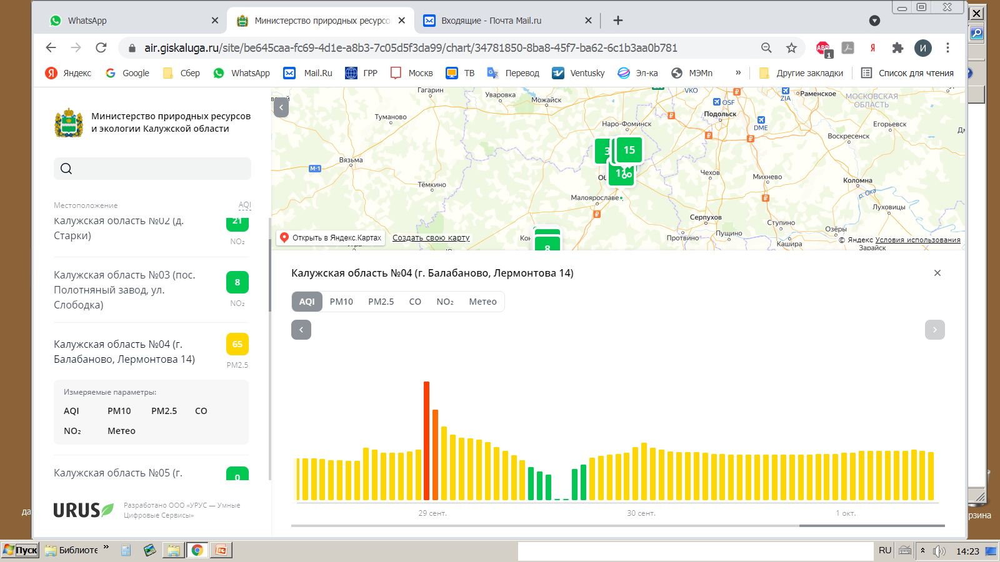 WhatsApp
Министерство природных ресурсо
Входящие - Почта Mail.ru
air.giskaluga.ru/site/be645caa-fc69-4d1e-a8b3-7c05d5f3da99/chart/34781850-8ba8-45f7-ba62-6c1b3aa0b781
ABP
1
Я
И
Яндекс
Google
Сбер
WhatsApp
Mail.Ru
ГРР
Москв
ТВ
Перевод
Ventusky
Эл-ка
МЭМп
»
Другие закладки
Список для чтения
Министерство природных ресурсов
и экологии Калужской области
Местоположение
AQI
Калужская область №02 (д.
Старки)
21
NO₂
Калужская область №03 (пос.
Полотняный завод, ул.
Слободка)
8
NO₂
Калужская область №04 (г.
Балабаново, Лермонтова 14)
65
PM2.5
Измеряемые параметры:
AQI PM10 PM2.5 CO
NO₂ Метео
Калужская область №05 (г.
0
URUS
Разработано ООО «УРУС — Умные
Цифровые Сервисы»
Гагарин
Уваровка
Можайск
VKO
OSF
ZIA
Раменское
МОСКОВСКАЯ
ОБЛАСТЬ
Туманово
Подольск
DME
Наро-Фоминск
Егорьевск
Воскресенск
3
15
Вязьма
М-1
Чехов
Михнево
Коломна
Тёмкино
Малоярославе
р. Ока
Луховицы
Серпухов
Ступино
Озёры
Протвино
Пущино
Кашира
Зарайск
8
Открыть в Яндекс.Картах
Создать свою карту
© Яндекс Условия использования
Калужская область №04 (г. Балабаново, Лермонтова 14)
AQI PM10 PM2.5 CO NO₂ Метео
29 сент.
30 сент.
1 окт.
Пуск
Библиоте
»
RU
14:23